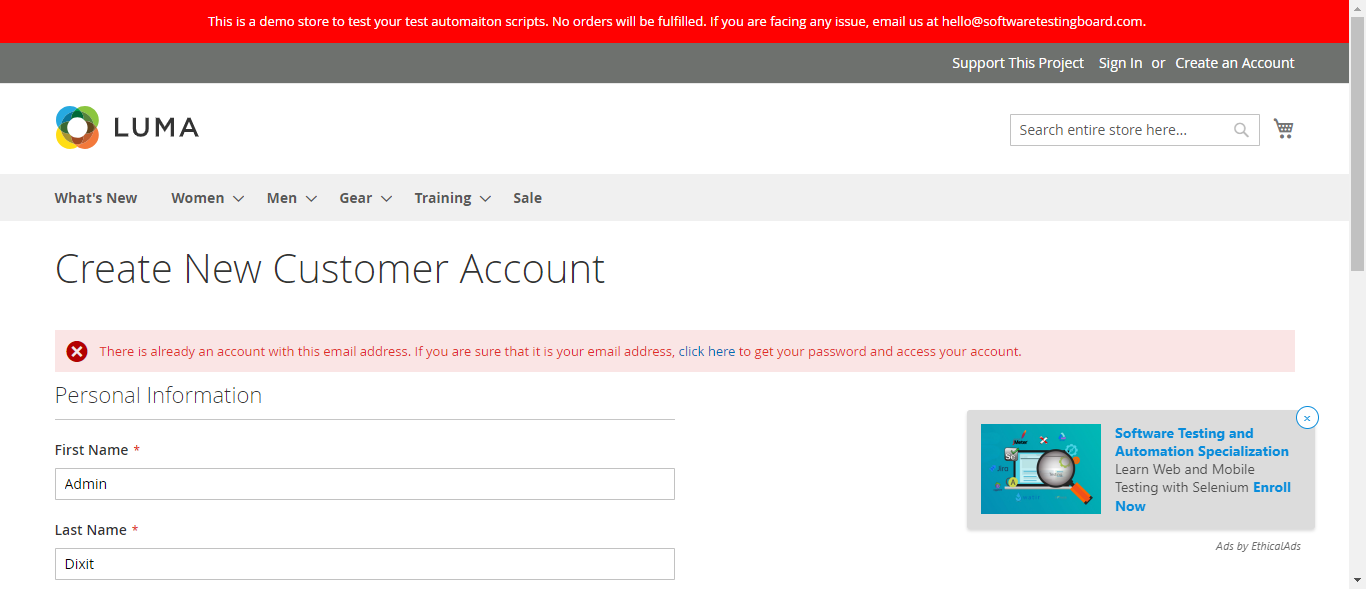 This is a demo store to test your test automaiton scripts. No orders will be fulfilled. If you are facing any issue, email us at hello@softwaretestingboard.com.
Support This Project Sign In or Create an Account
LUMA
Search entire store here...
What's New Women Men Gear Training Sale
Create New Customer Account
There is already an account with this email address. If you are sure that it is your email address, click here to get your password and access your account.
Personal Information
First Name *
Admin
Last Name *
Dixit
Software Testing and
Automation Specialization
Learn Web and Mobile
Testing with Selenium Enroll
Now
Ads by EthicalAds